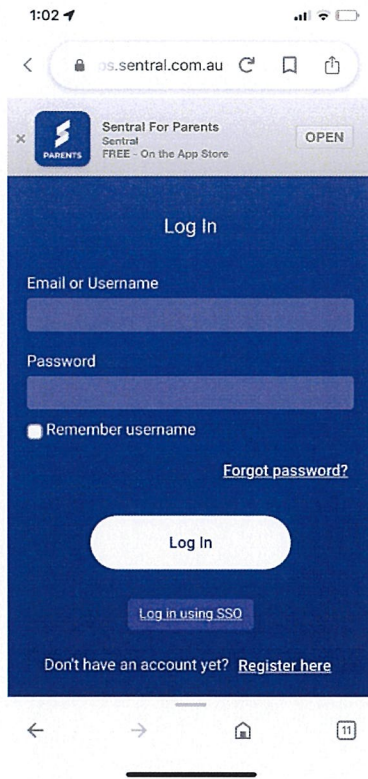 1:02
s.sentral.com.au
Sentral For Parents
Sentral
FREE - On the App Store
OPEN
PARENTS
Log In
Email or Username
Password
Remember username
Forgot password?
Log In
Log in using SSO
Don't have an account yet? Register here
11